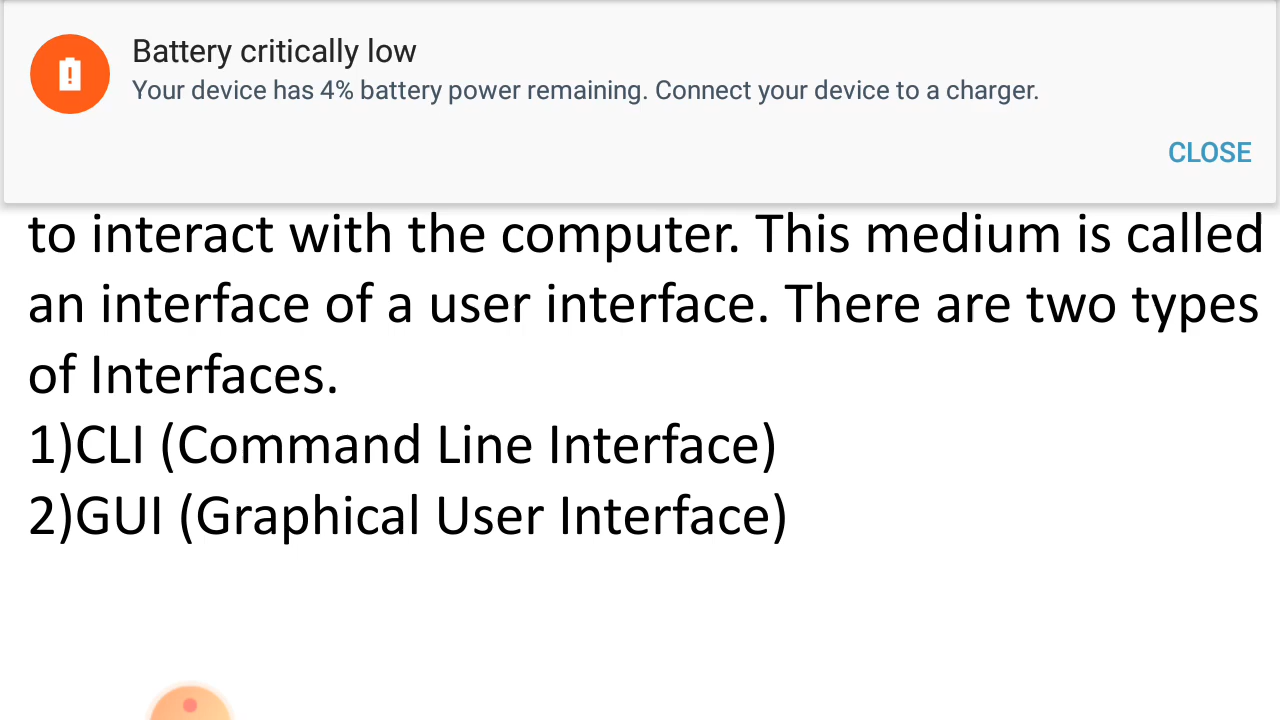 Battery critically low
Your device has 4% battery power remaining. Connect your device to a charger.
CLOSE
to interact with the computer. This medium is called
an interface of a user interface. There are two types
of Interfaces.
1)CLI (Command Line Interface)
2)GUI (Graphical User Interface)